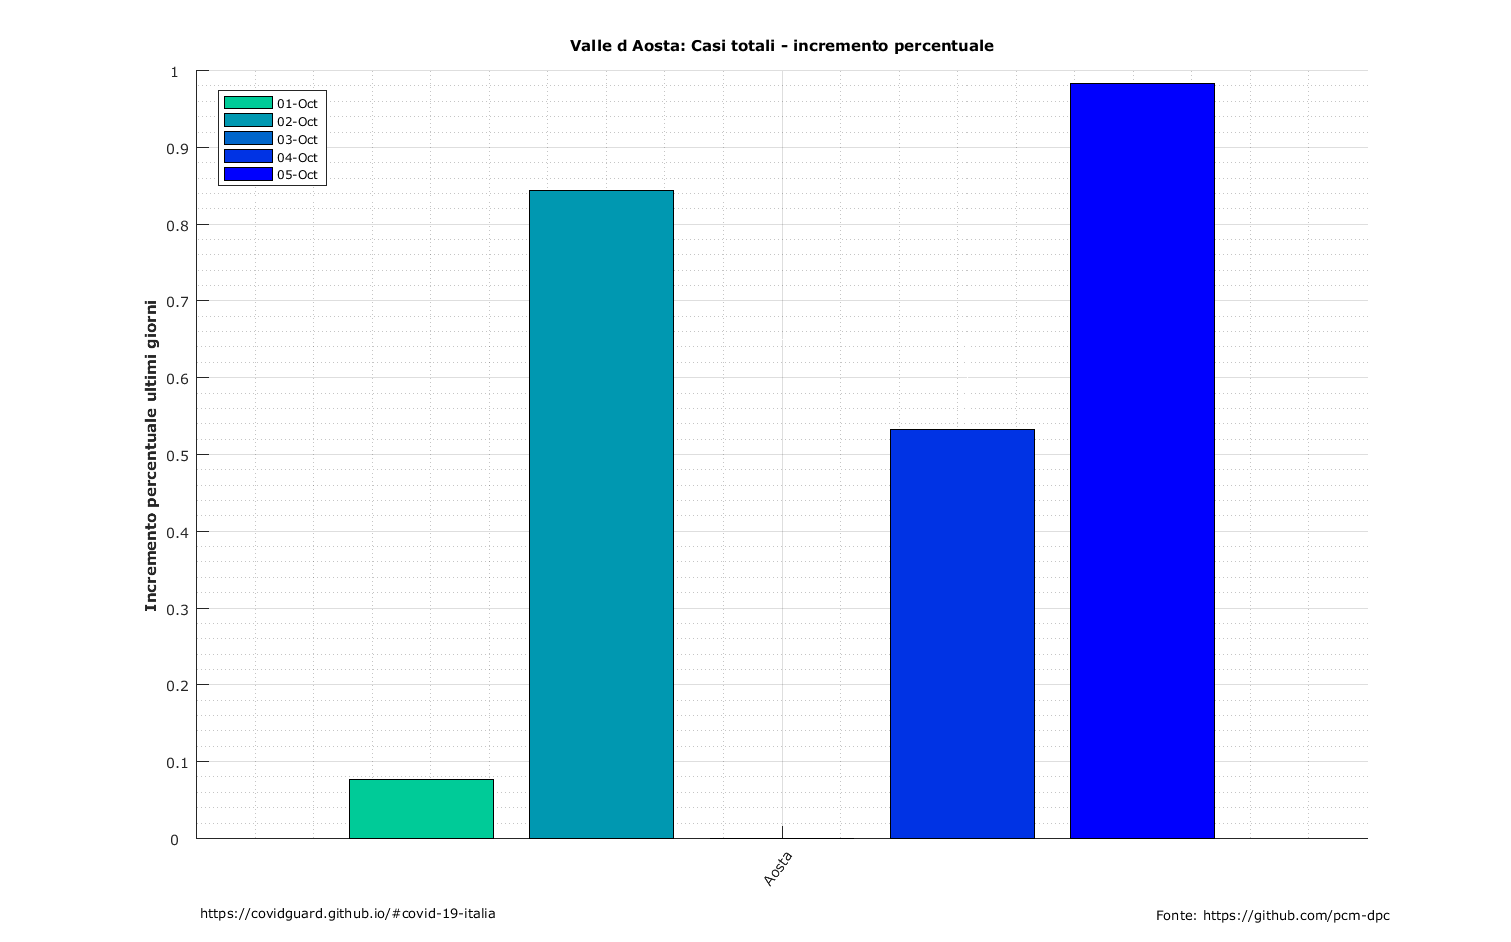 Valle d Aosta: Casi totali - incremento percentuale
Incremento percentuale ultimi giorni
1
0.9
0.8
0.7
0.6
0.5
0.4
0.3
0.2
0.1
0
01-Oct
02-Oct
03-Oct
04-Oct
05-Oct
Aosta
https://covidguard.github.io/#covid-19-italia
Fonte: https://github.com/pcm-dpc